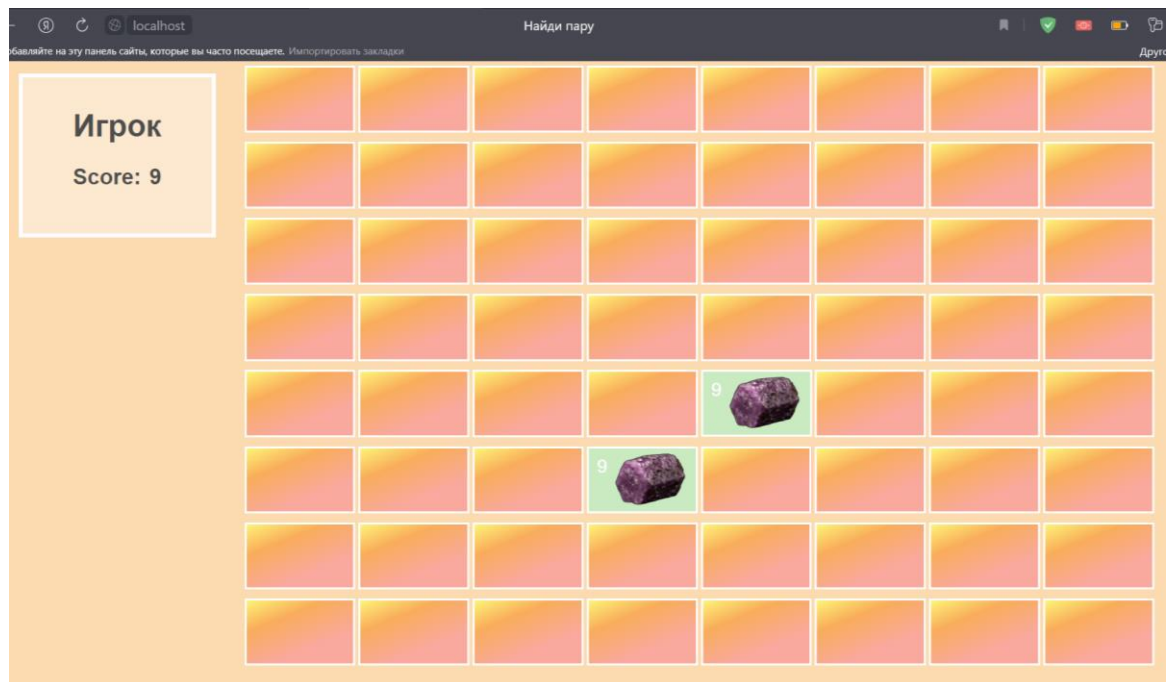 localhost
Найди пару
обавляйте на эту панель сайты, которые вы часто посещаете. Импортировать закладки
Друго
Игрок
Score: 9
9
9